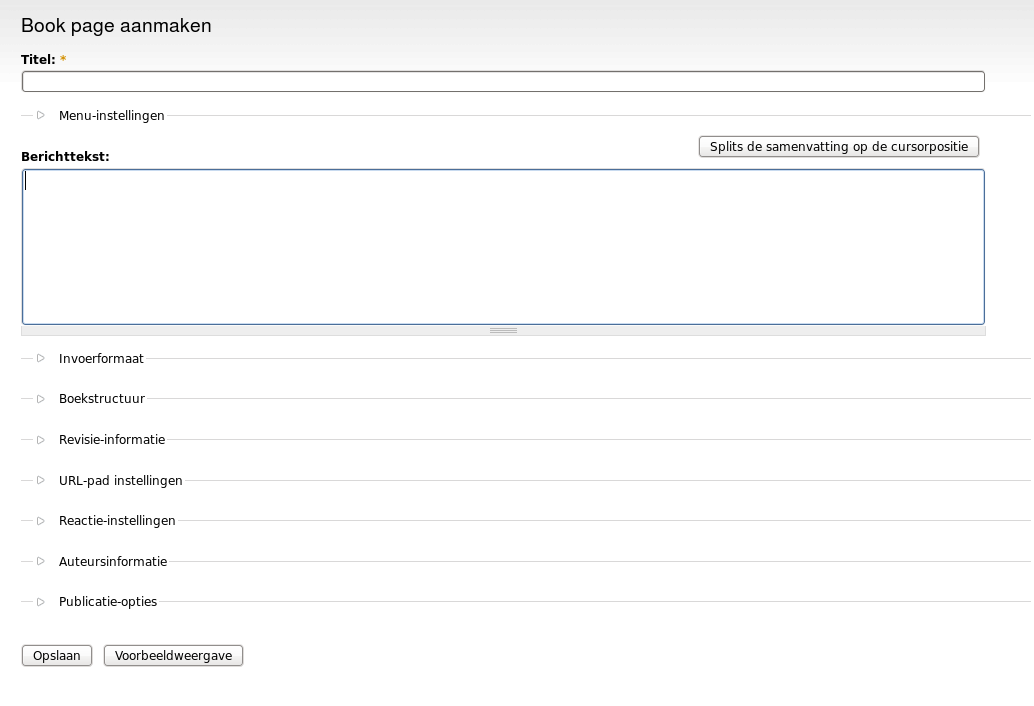 Book page aanmaken
Titel: *
Menu-instellingen
Splits de samenvatting op de cursorpositie
Berichttekst:
Invoerformaat
Boekstructuur
Revisie-informatie
URL-pad instellingen
Reactie-instellingen
Auteursinformatie
Publicatie-opties
Opslaan Voorbeeldweergave